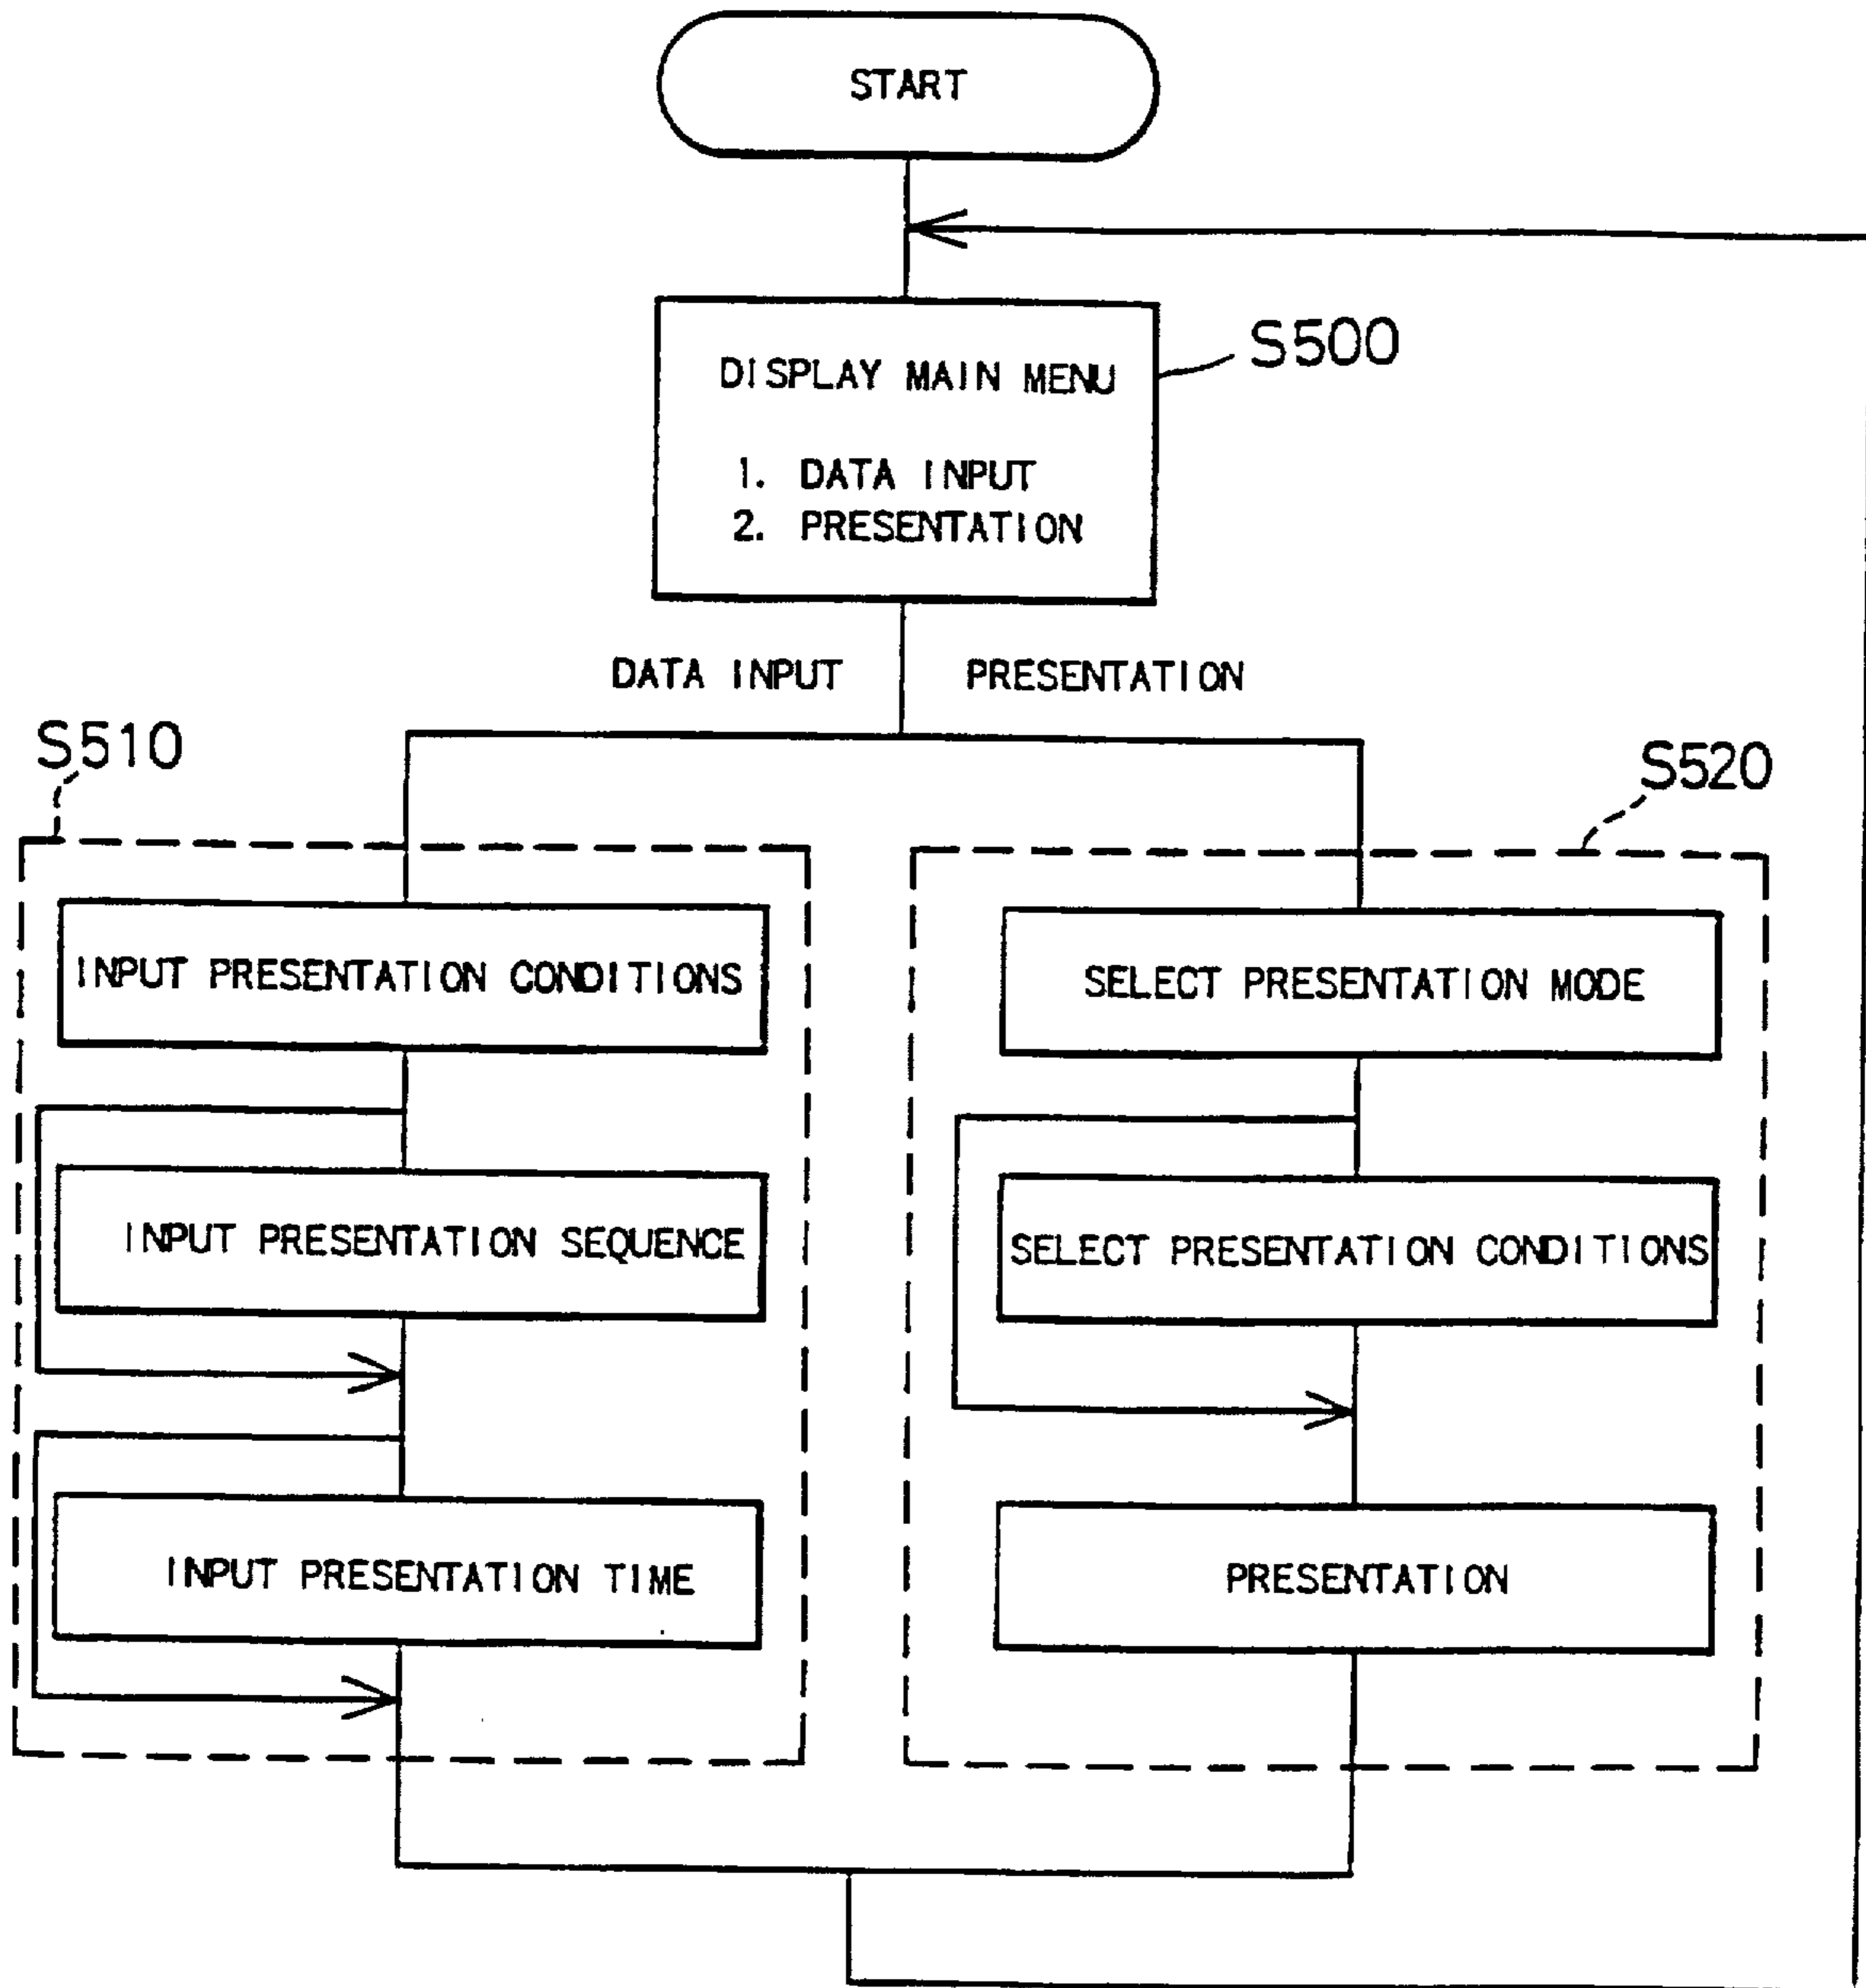 START
S500
DISPLAY MAIN MENU
1. DATA INPUT
2. PRESENTATION
DATA INPUT
PRESENTATION
S510
S520
INPUT PRESENTATION CONDITIONS
SELECT PRESENTATION MODE
INPUT PRESENTATION SEQUENCE
SELECT PRESENTATION CONDITIONS
INPUT PRESENTATION TIME
PRESENTATION